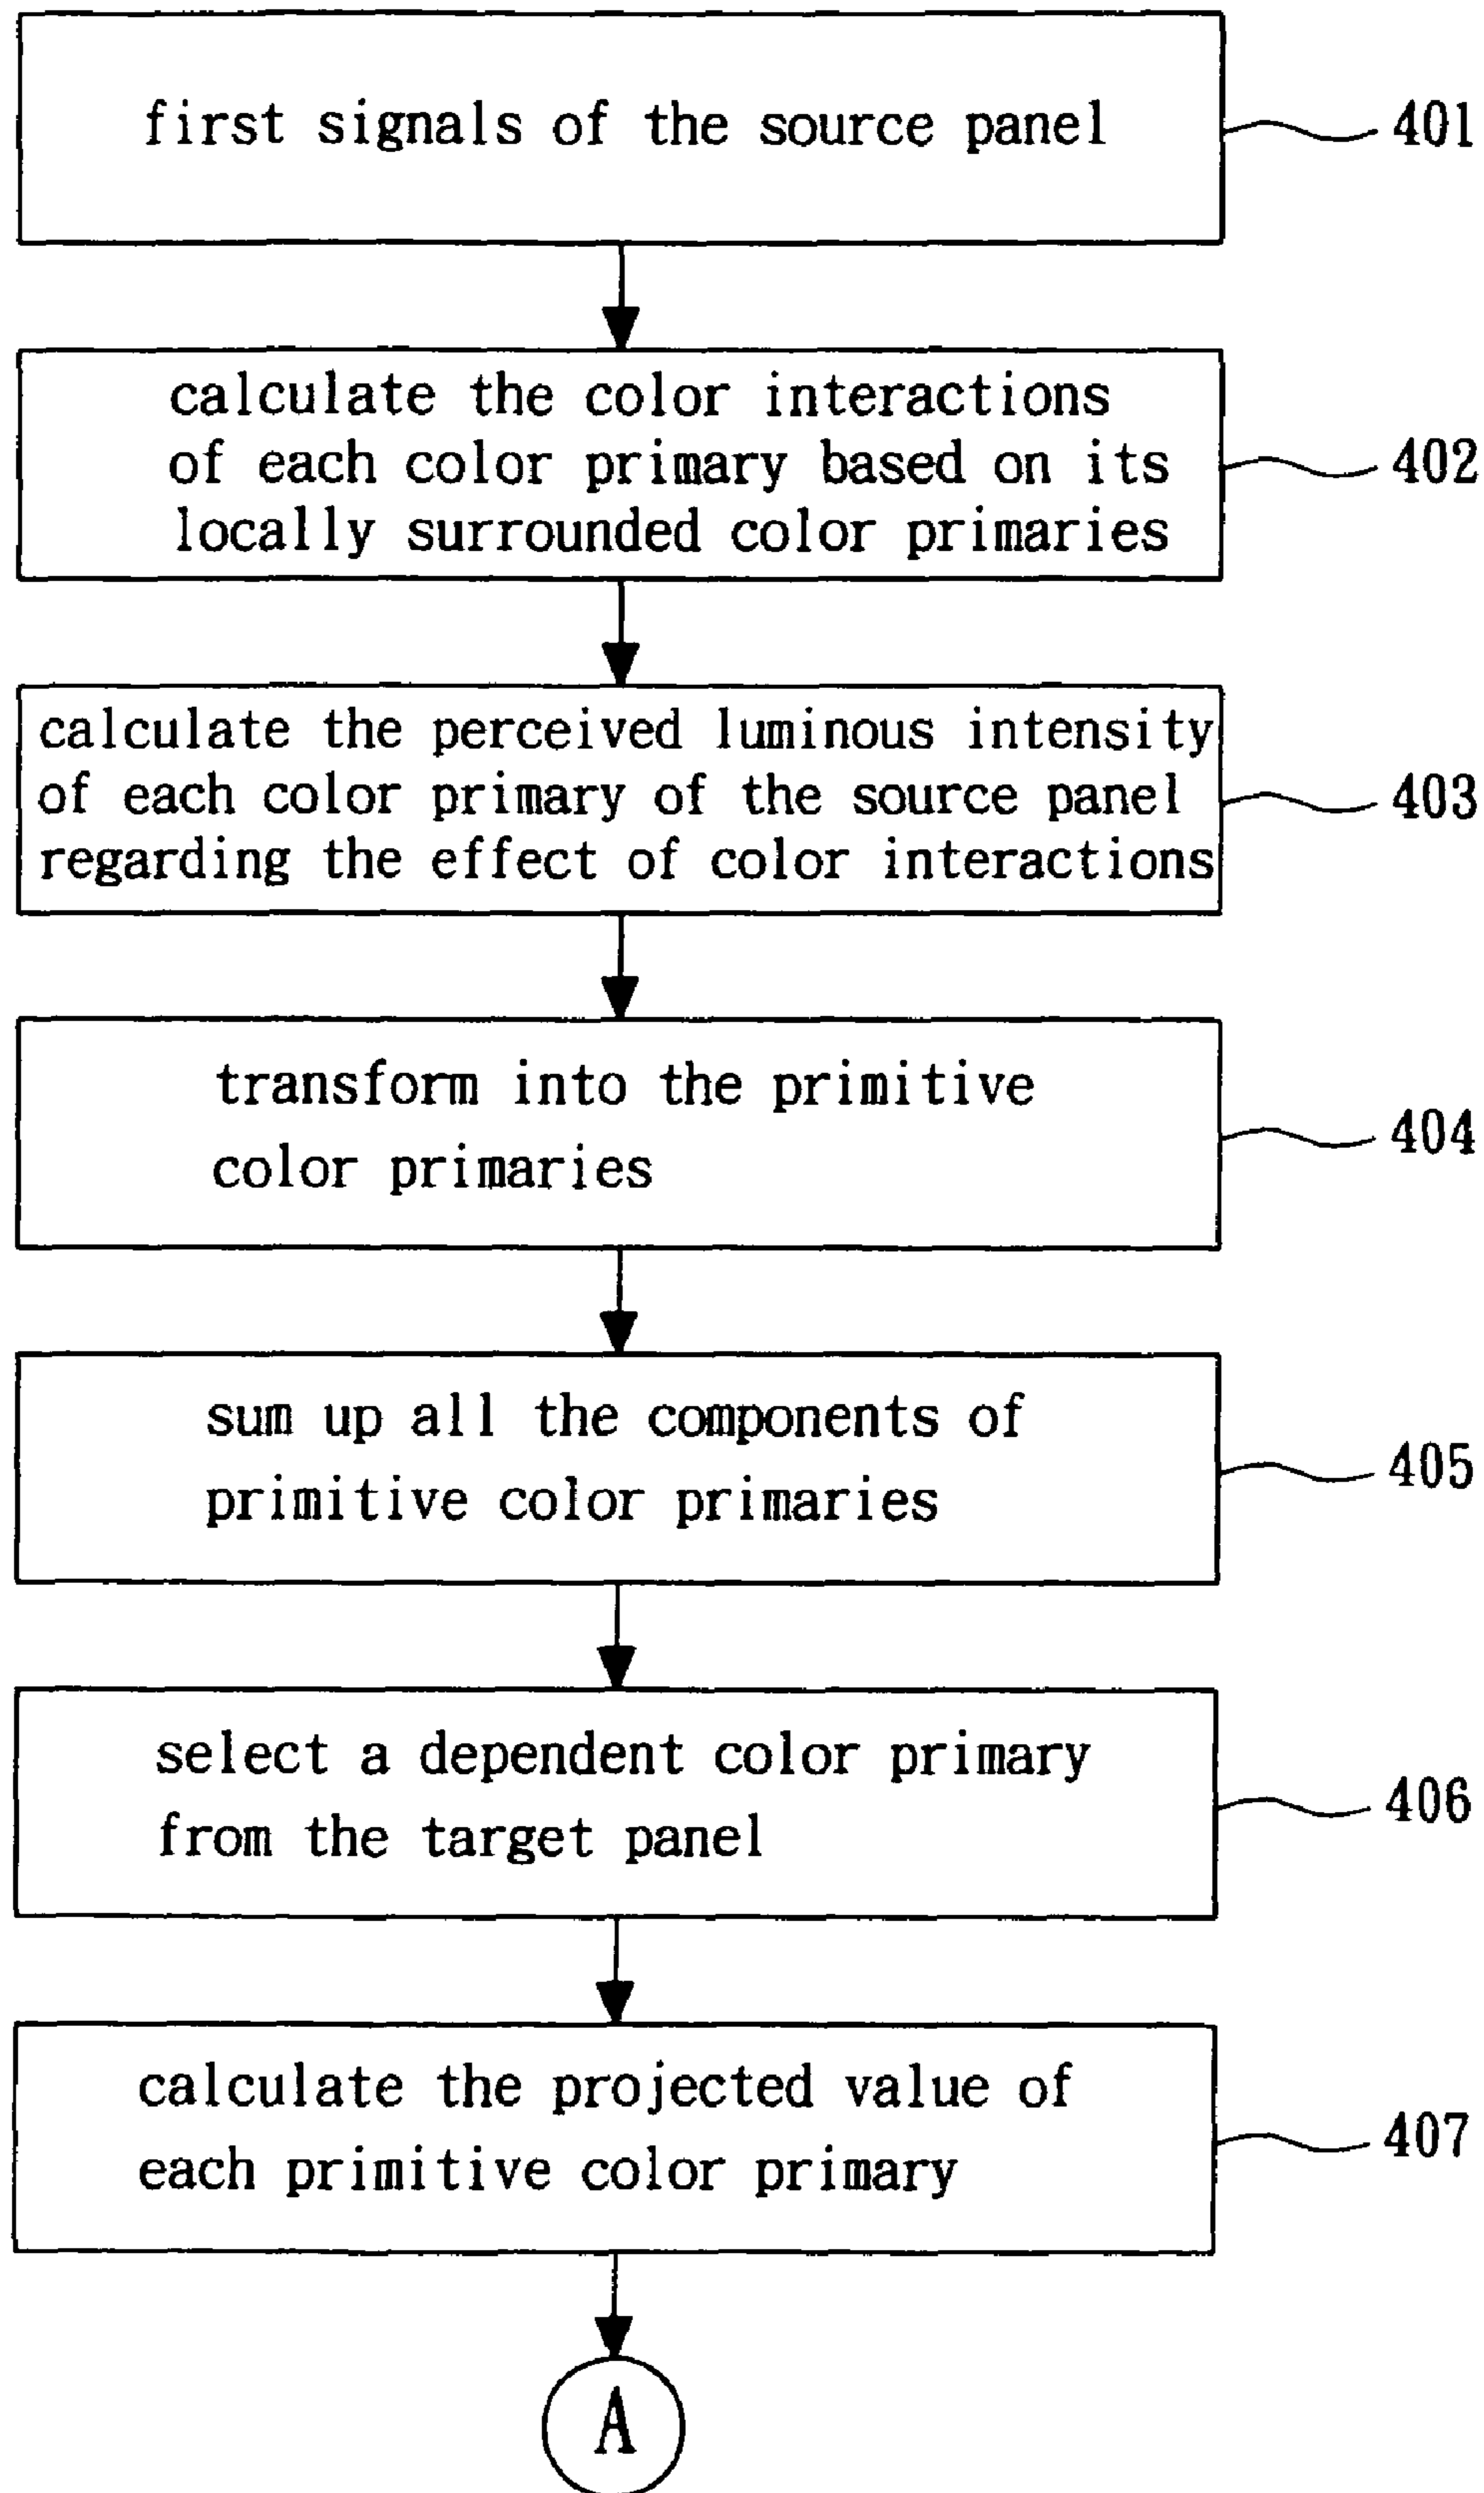 first signals of the source panel
401
calculate the color interactions
of each color primary based on its
locally surrounded color primaries
402
calculate the perceived luminous intensity
of each color primary of the source panel
regarding the effect of color interactions
403
transform into the primitive
color primaries
404
sum up all the components of
primitive color primaries
405
select a dependent color primary
from the target panel
406
calculate the projected value of
each primitive color primary
407
A